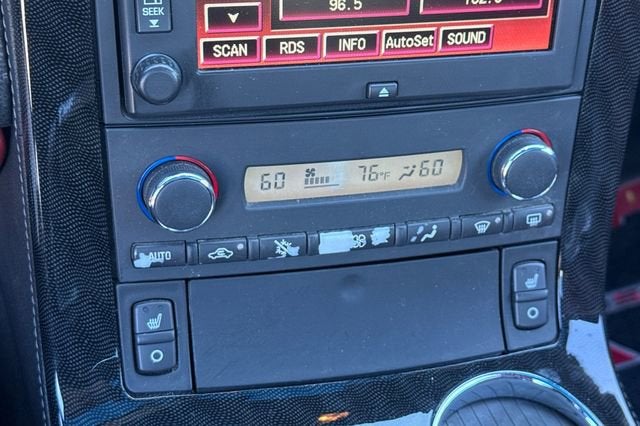 SEEK
96.5
SCAN RDS INFO AutoSet SOUND
60 76°F 60
AUTO